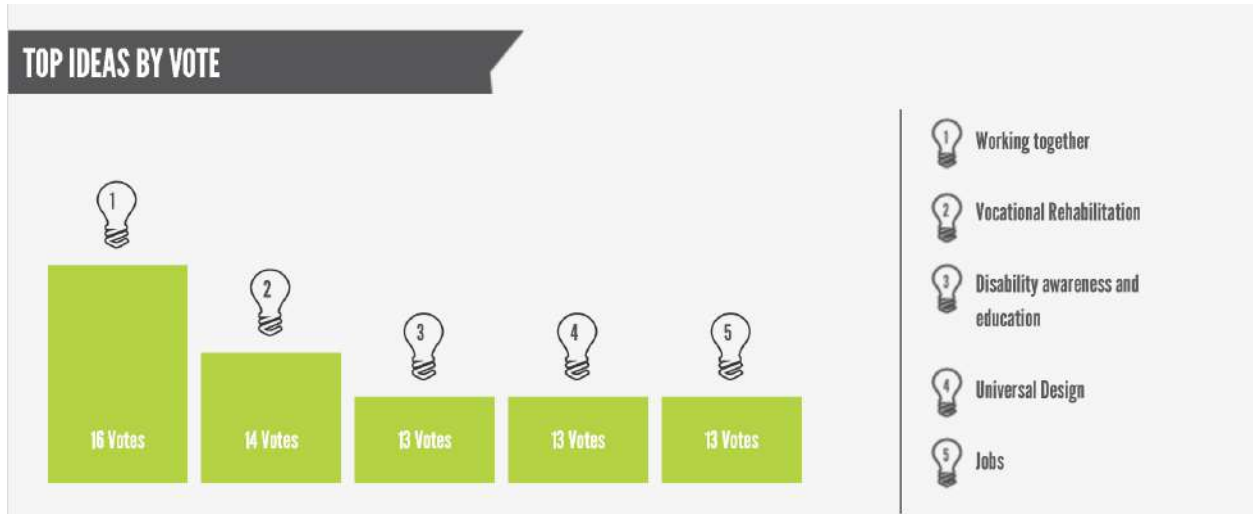 TOP IDEAS BY VOTE
1
2
3
4
5
16 Votes
14 Votes
13 Votes
13 Votes
13 Votes
1 Working together
2 Vocational Rehabilitation
3 Disability awareness and
education
4 Universal Design
5 Jobs